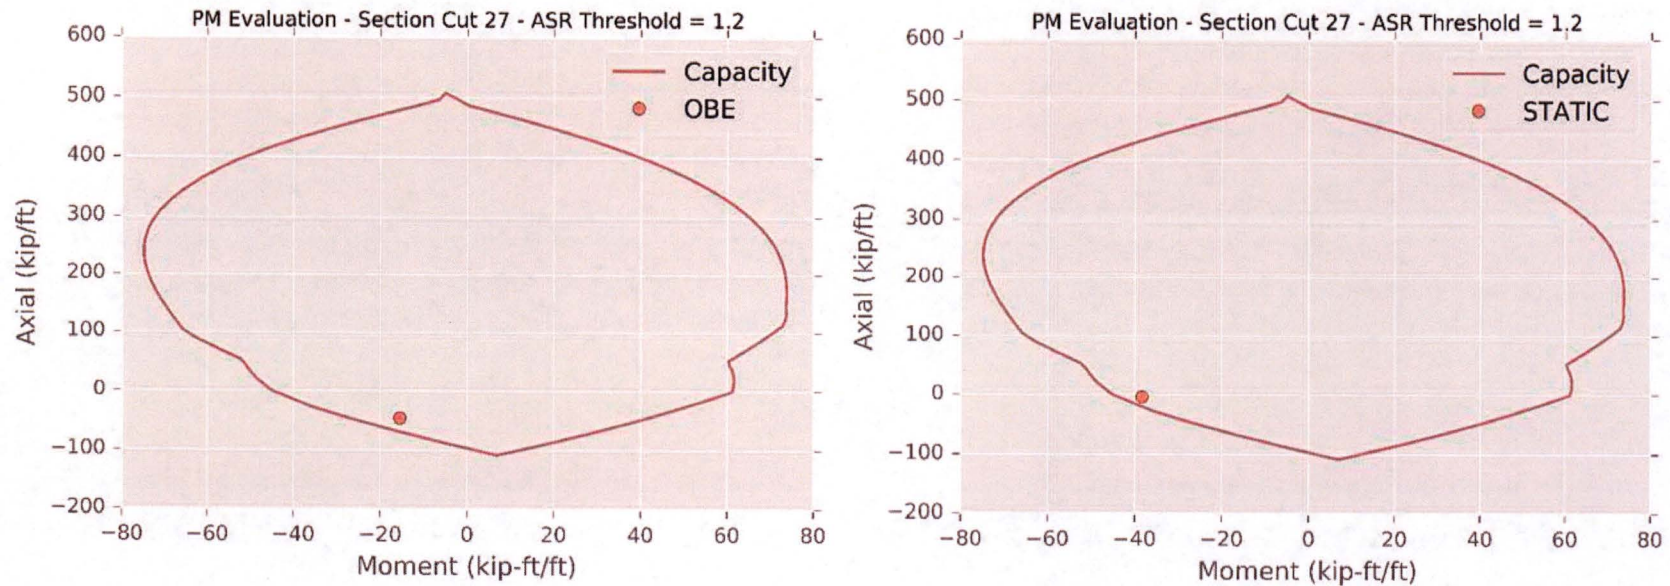 PM Evaluation - Section Cut 27 - ASR Threshold = 1.2
600
500
400
300
200
100
0
−100
−200
Axial (kip/ft)
Capacity
OBE
−80 −60 −40 −20 0 20 40 60 80
Moment (kip-ft/ft)
PM Evaluation - Section Cut 27 - ASR Threshold = 1.2
600
500
400
300
200
100
0
−100
−200
Axial (kip/ft)
Capacity
STATIC
−80 −60 −40 −20 0 20 40 60 80
Moment (kip-ft/ft)